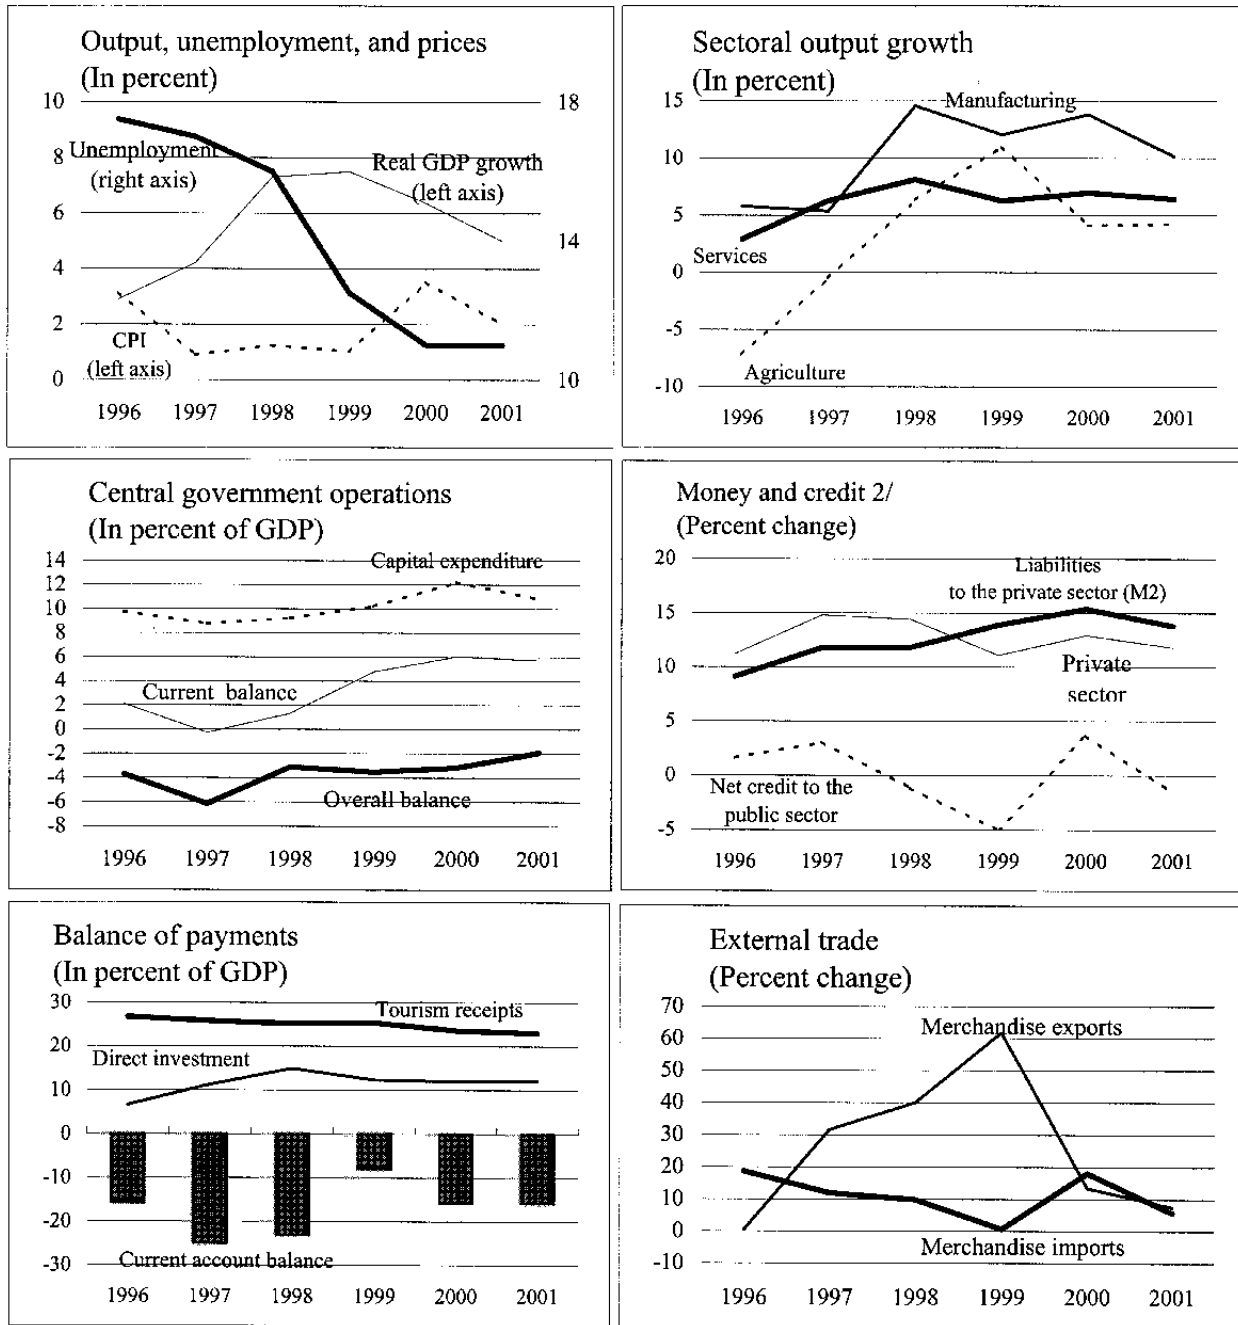 Output, unemployment, and prices
(In percent)
10
18
Unemployment
(right axis)
8
Real GDP growth
(left axis)
6
14
4
2
CPI
(left axis)
0
10
1996 1997 1998 1999 2000 2001
Sectoral output growth
(In percent)
15
Manufacturing
10
5
Services
0
-5
Agriculture
-10
1996 1997 1998 1999 2000 2001
Central government operations
(In percent of GDP)
14
Capital expenditure
12
10
8
6
4
Current balance
2
0
-2
-4
Overall balance
-6
-8
1996 1997 1998 1999 2000 2001
Money and credit 2/
(Percent change)
20
Liabilities
to the private sector (M2)
15
10
Private
sector
5
0
Net credit to the
public sector
-5
1996 1997 1998 1999 2000 2001
Balance of payments
(In percent of GDP)
30
Tourism receipts
20
Direct investment
10
0
-10
-20
Current account balance
-30
1996 1997 1998 1999 2000 2001
External trade
(Percent change)
70
Merchandise exports
60
50
40
30
20
10
0
Merchandise imports
-10
1996 1997 1998 1999 2000 2001